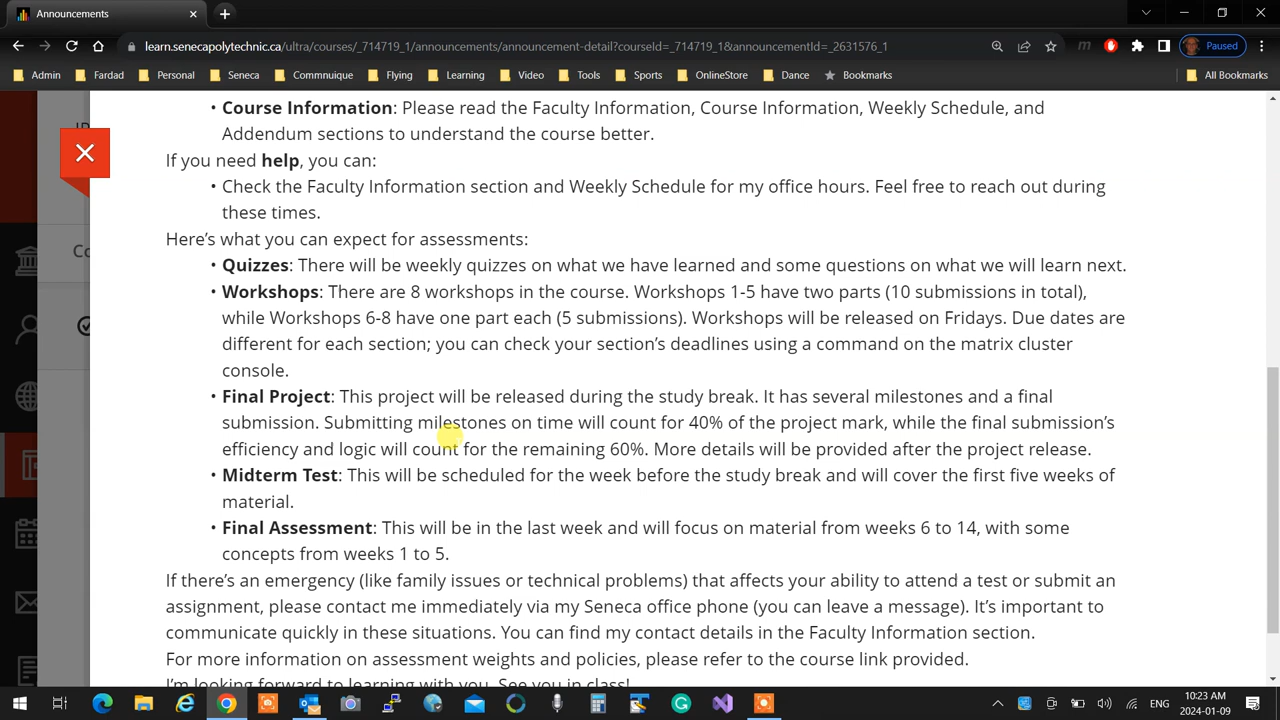 Announcements
learn.senecapolytechnic.ca/ultra/courses/_714719_1/announcements/announcement-detail?courseId=_714719_1&announcementId=_2631576_1
Paused
Admin Fardad Personal Seneca Commnuique Flying Learning Video Tools Sports OnlineStore Dance Bookmarks All Bookmarks
• Course Information: Please read the Faculty Information, Course Information, Weekly Schedule, and
Addendum sections to understand the course better.
If you need help, you can:
• Check the Faculty Information section and Weekly Schedule for my office hours. Feel free to reach out during
these times.
Here's what you can expect for assessments:
• Quizzes: There will be weekly quizzes on what we have learned and some questions on what we will learn next.
• Workshops: There are 8 workshops in the course. Workshops 1-5 have two parts (10 submissions in total),
while Workshops 6-8 have one part each (5 submissions). Workshops will be released on Fridays. Due dates are
different for each section; you can check your section's deadlines using a command on the matrix cluster
console.
• Final Project: This project will be released during the study break. It has several milestones and a final
submission. Submitting milestones on time will count for 40% of the project mark, while the final submission's
efficiency and logic will count for the remaining 60%. More details will be provided after the project release.
• Midterm Test: This will be scheduled for the week before the study break and will cover the first five weeks of
material.
• Final Assessment: This will be in the last week and will focus on material from weeks 6 to 14, with some
concepts from weeks 1 to 5.
If there's an emergency (like family issues or technical problems) that affects your ability to attend a test or submit an
assignment, please contact me immediately via my Seneca office phone (you can leave a message). It's important to
communicate quickly in these situations. You can find my contact details in the Faculty Information section.
For more information on assessment weights and policies, please refer to the course link provided.
I'm looking forward to learning with you. See you in class!
ENG
10:23 AM
2024-01-09